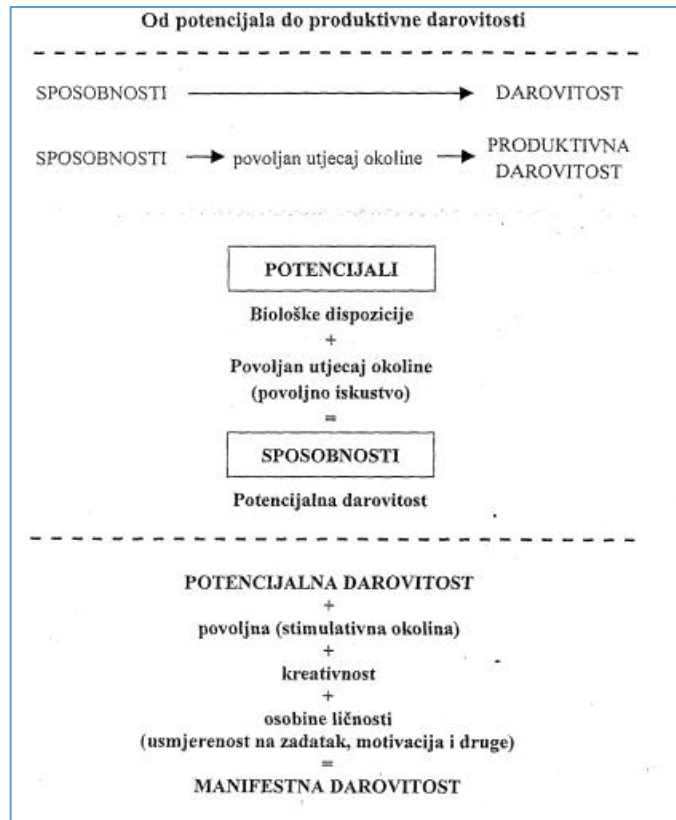 Od potencijala do produktivne darovitosti
SPOSOBNOSTI DAROVITOST
SPOSOBNOSTI povoljan utjecaj okoline PRODUKTIVNA
DAROVITOST
POTENCIJALI
Biološke dispozicije
+
Povoljan utjecaj okoline
(povoljno iskustvo)
=
SPOSOBNOSTI
Potencijalna darovitost
POTENCIJALNA DAROVITOST
+
povoljna (stimulativna okolina)
+
kreativnost
+
osobine ličnosti
(usmjerenost na zadatak, motivacija i druge)
=
MANIFESTNA DAROVITOST